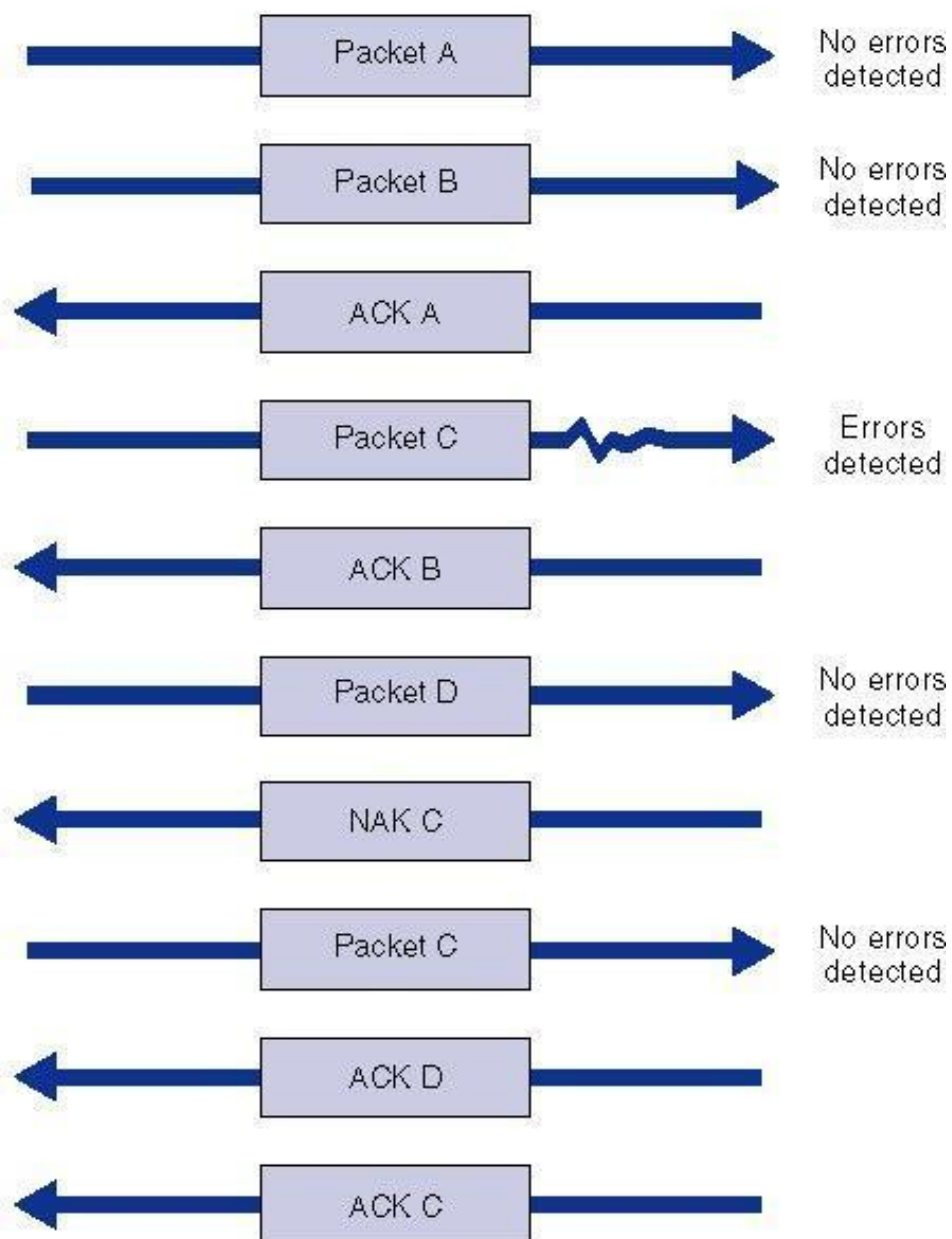 Packet A
No errors
detected
Packet B
No errors
detected
ACK A
Packet C
Errors
detected
ACK B
Packet D
No errors
detected
NAK C
Packet C
No errors
detected
ACK D
ACK C